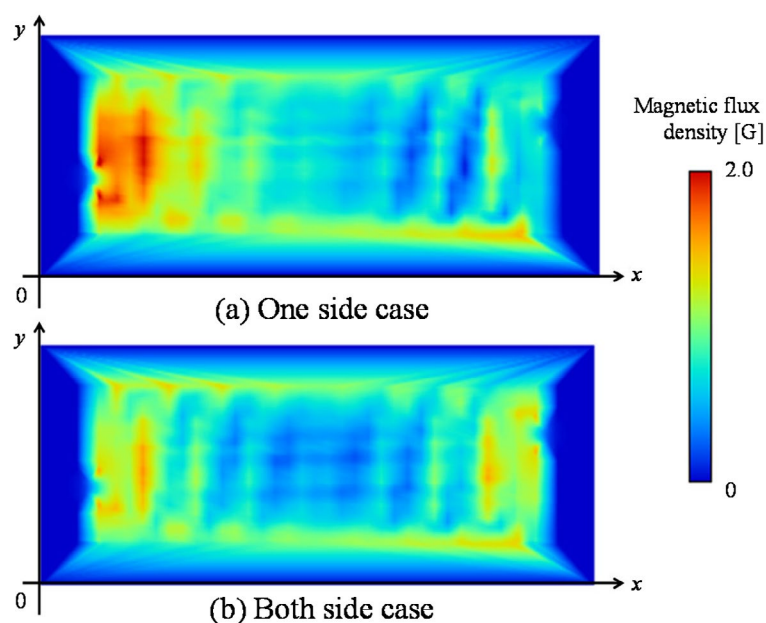 y
0
x
(a) One side case
Magnetic flux
density [G]
2.0
0
y
0
x
(b) Both side case